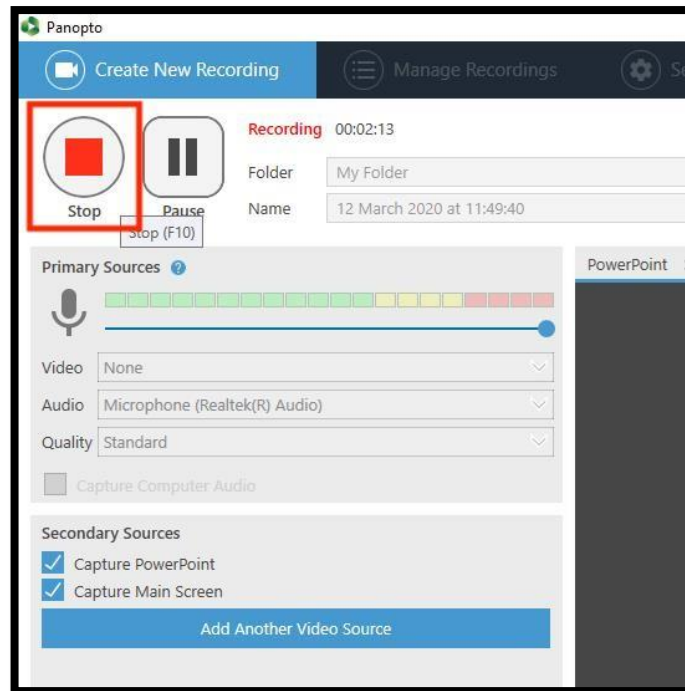 Panopto
Create New Recording
Manage Recordings
Recording 00:02:13
Folder My Folder
Name 12 March 2020 at 11:49:40
Stop
Pause
Stop (F10)
Primary Sources ?
PowerPoint
Video None
Audio Microphone (Realtek(R) Audio)
Quality Standard
Capture Computer Audio
Secondary Sources
Capture PowerPoint
Capture Main Screen
Add Another Video Source